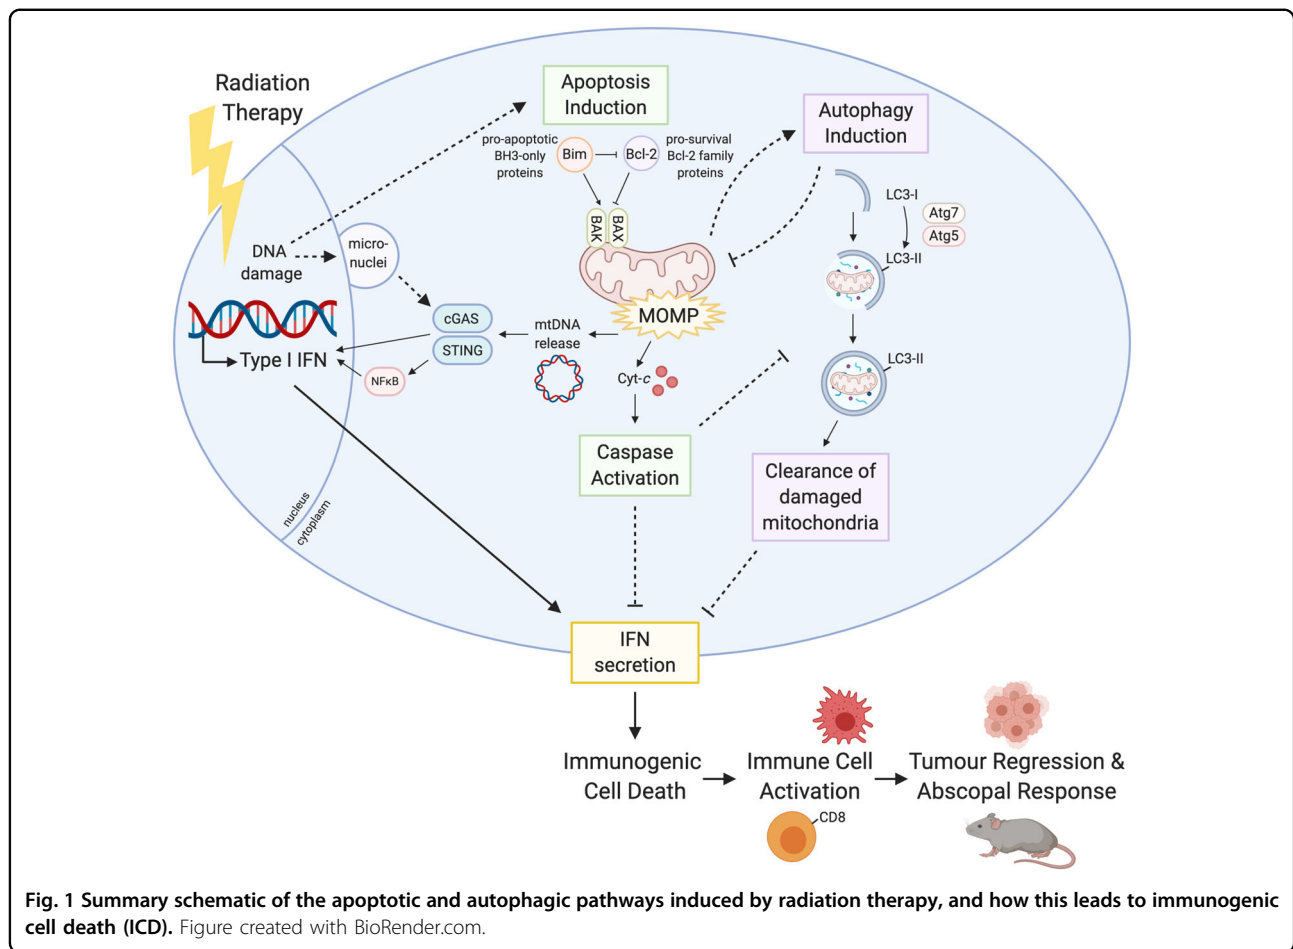 Radiation
Therapy
Apoptosis
Induction
Autophagy
Induction
pro-apoptotic
BH3-only
proteins
Bim
Bcl-2
pro-survival
Bcl-2 family
proteins
BAK
BAX
LC3-I
Atg7
Atg5
LC3-II
DNA
damage
micro-
nuclei
MOMP
cGAS
STING
mtDNA
release
Type I IFN
NFκB
Cyt-c
LC3-II
Caspase
Activation
Clearance of
damaged
mitochondria
nucleus
cytoplasm
IFN
secretion
Immunogenic
Cell Death
Immune Cell
Activation
Tumour Regression &
Abscopal Response
CD8
Fig. 1 Summary schematic of the apoptotic and autophagic pathways induced by radiation therapy, and how this leads to immunogenic
cell death (ICD). Figure created with BioRender.com.